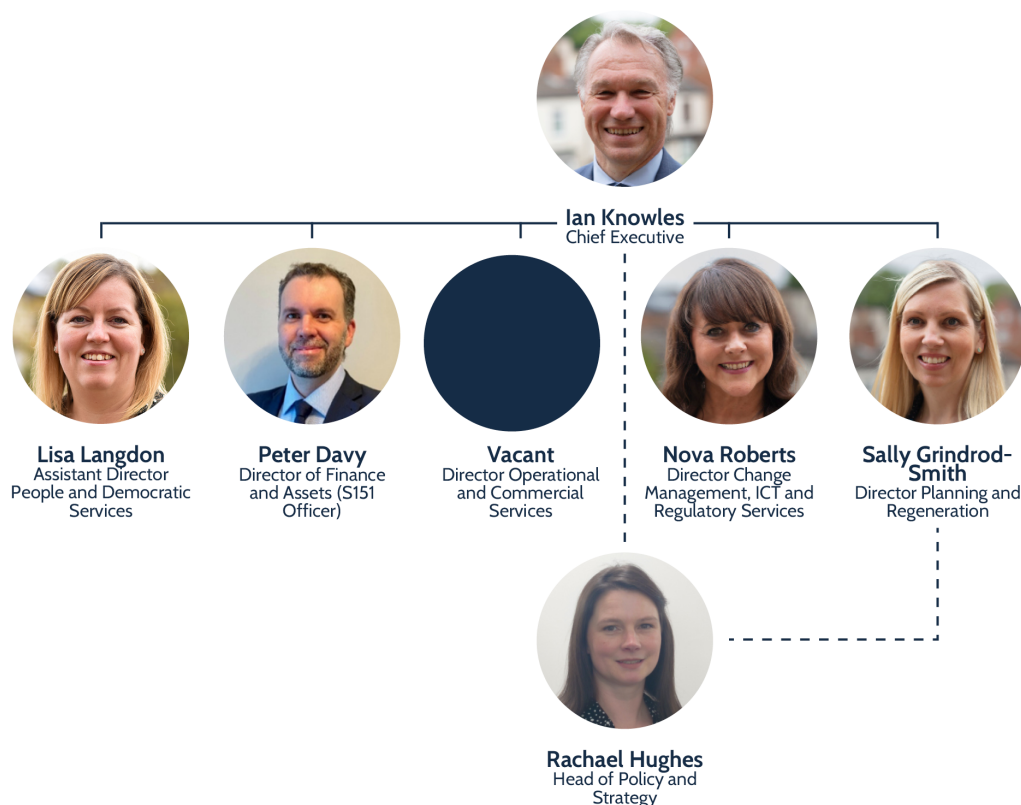 Ian Knowles
Chief Executive
Lisa Langdon
Assistant Director
People and Democratic
Services
Peter Davy
Director of Finance
and Assets (S151
Officer)
Vacant
Director Operational
and Commercial
Services
Nova Roberts
Director Change
Management, ICT and
Regulatory Services
Sally Grindrod-
Smith
Director Planning and
Regeneration
Rachael Hughes
Head of Policy and
Strategy